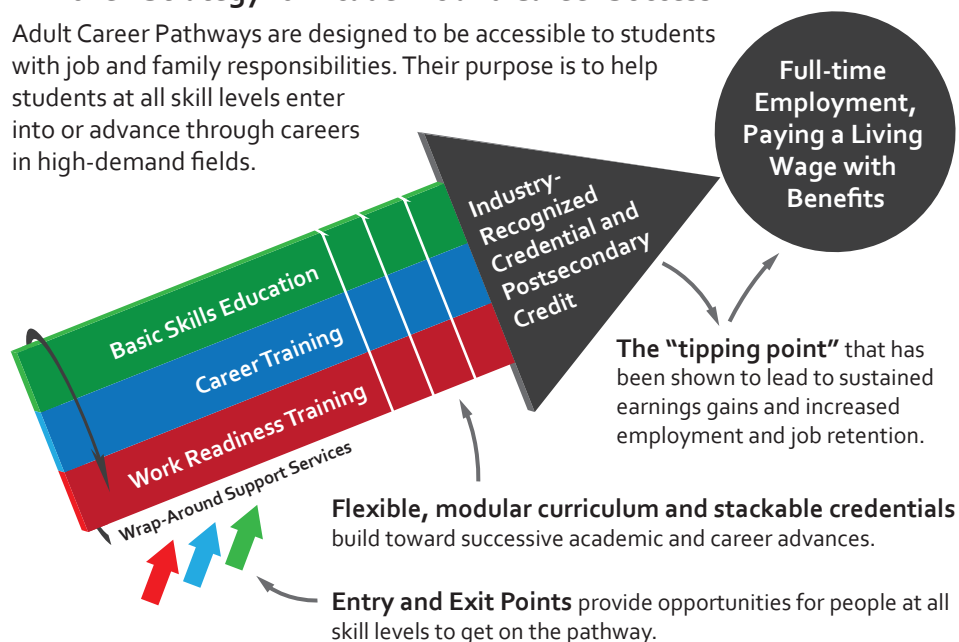 Adult Career Pathways are designed to be accessible to students
with job and family responsibilities. Their purpose is to help
students at all skill levels enter
into or advance through careers
in high-demand fields.
Full-time
Employment,
Paying a Living
Wage with
Benefits
Industry-
Recognized
Credential and
Postsecondary
Credit
Basic Skills Education
Career Training
Work Readiness Training
Wrap-Around Support Services
The “tipping point” that has
been shown to lead to sustained
earnings gains and increased
employment and job retention.
Flexible, modular curriculum and stackable credentials
build toward successive academic and career advances.
Entry and Exit Points provide opportunities for people at all
skill levels to get on the pathway.